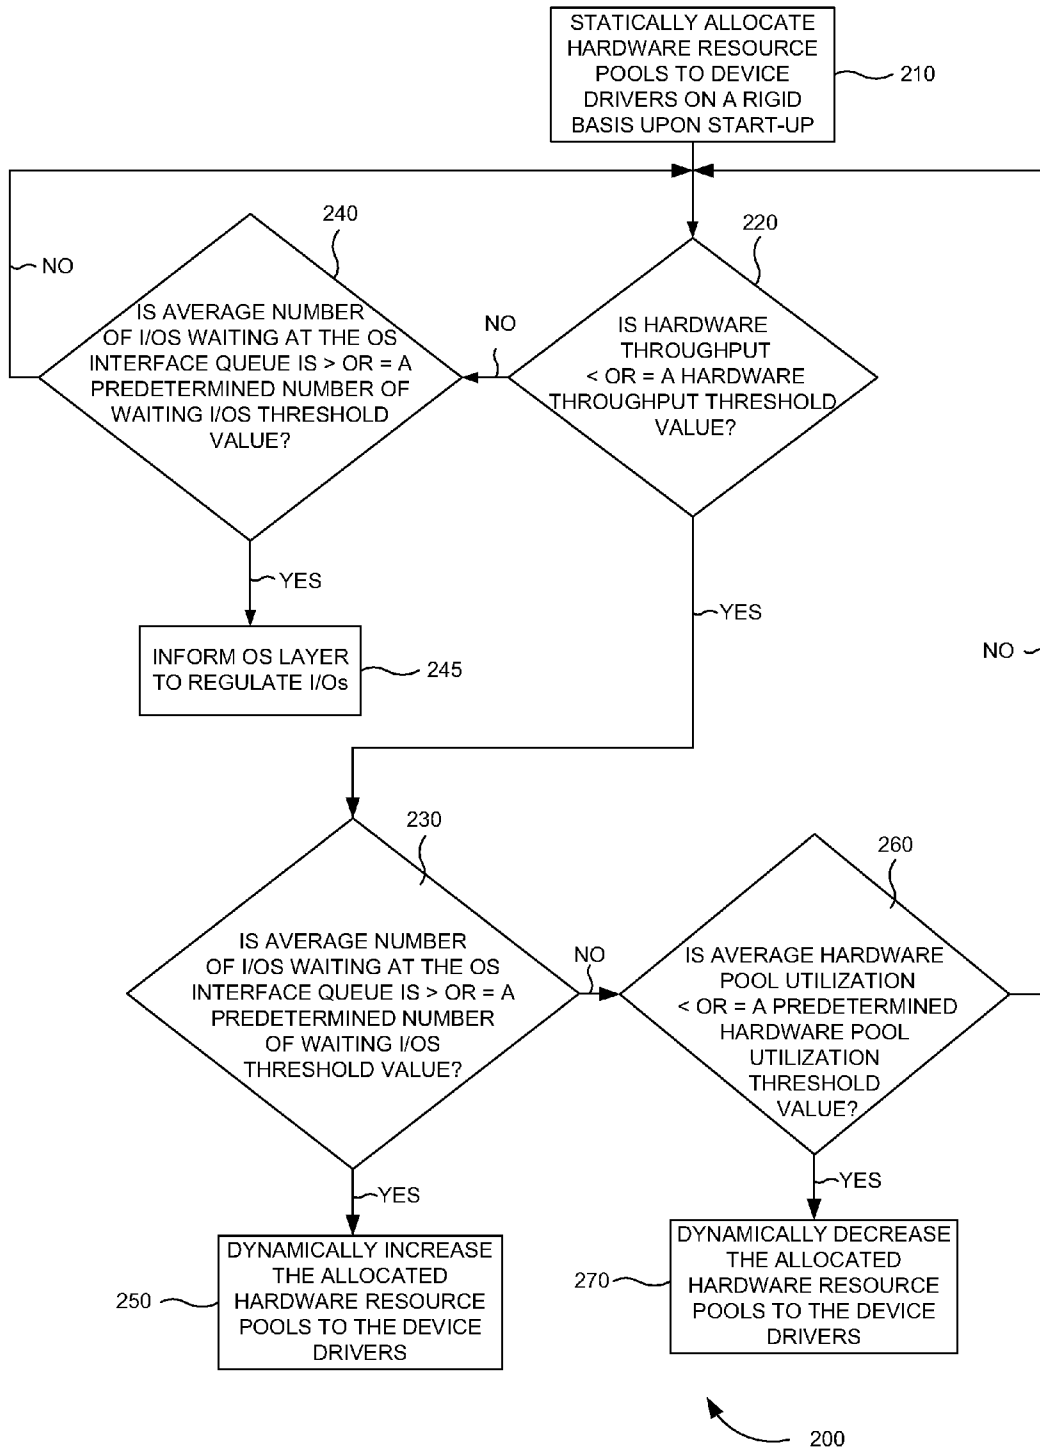 STATICALLY ALLOCATE
HARDWARE RESOURCE
POOLS TO DEVICE
DRIVERS ON A RIGID
BASIS UPON START-UP
210
240
220
NO
IS AVERAGE NUMBER
OF I/OS WAITING AT THE OS
INTERFACE QUEUE IS > OR = A
PREDETERMINED NUMBER OF
WAITING I/OS THRESHOLD
VALUE?
NO
IS HARDWARE
THROUGHPUT
< OR = A HARDWARE
THROUGHPUT THRESHOLD
VALUE?
YES
YES
INFORM OS LAYER
TO REGULATE I/Os
245
NO
230
260
IS AVERAGE NUMBER
OF I/OS WAITING AT THE OS
INTERFACE QUEUE IS > OR = A
PREDETERMINED NUMBER
OF WAITING I/OS
THRESHOLD VALUE?
NO
IS AVERAGE HARDWARE
POOL UTILIZATION
< OR = A PREDETERMINED
HARDWARE POOL
UTILIZATION
THRESHOLD
VALUE?
YES
YES
250
DYNAMICALLY INCREASE
THE ALLOCATED
HARDWARE RESOURCE
POOLS TO THE DEVICE
DRIVERS
270
DYNAMICALLY DECREASE
THE ALLOCATED
HARDWARE RESOURCE
POOLS TO THE DEVICE
DRIVERS
200